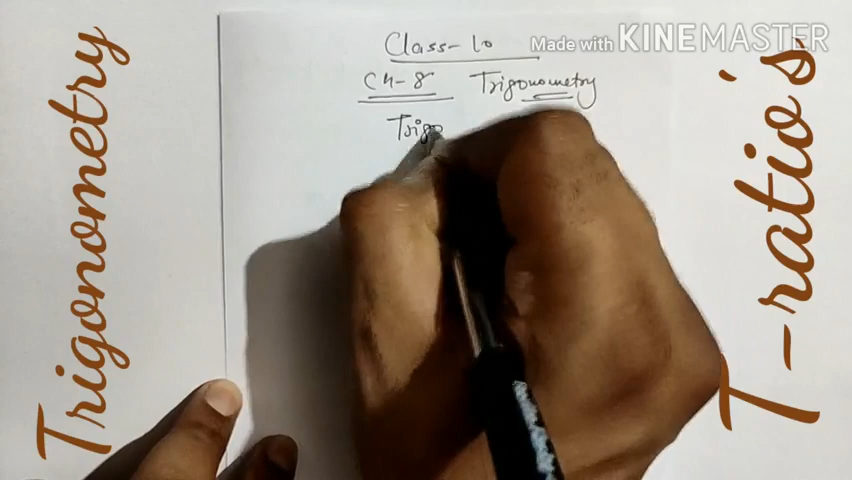 Class-10
Made with KINEMASTER
CH-8 Trigonometry
Trigo
Trigonometry
T-ratio's